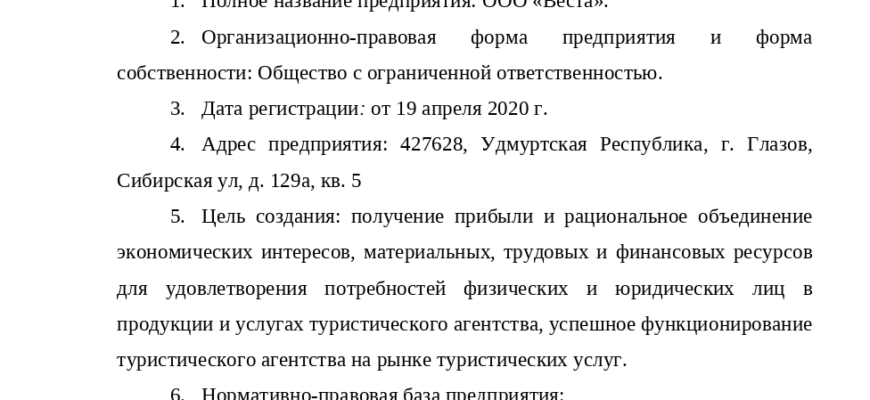 1. Полное название предприятия: ООО «Веста».
2. Организационно-правовая форма предприятия и форма
собственности: Общество с ограниченной ответственностью.
3. Дата регистрации: от 19 апреля 2020 г.
4. Адрес предприятия: 427628, Удмуртская Республика, г. Глазов,
Сибирская ул, д. 129а, кв. 5
5. Цель создания: получение прибыли и рациональное объединение
экономических интересов, материальных, трудовых и финансовых ресурсов
для удовлетворения потребностей физических и юридических лиц в
продукции и услугах туристического агентства, успешное функционирование
туристического агентства на рынке туристических услуг.
6. Нормативно-правовая база предприятия: